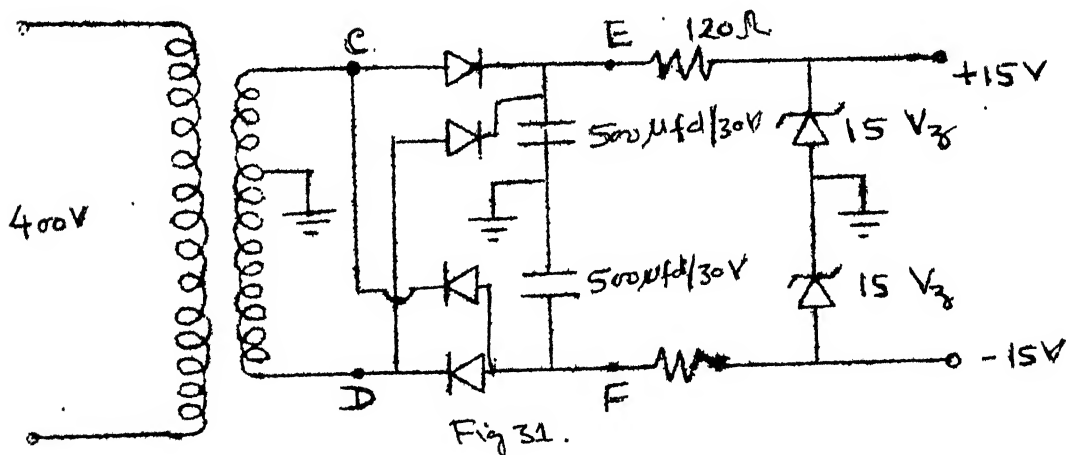 C
E
120Ω
+15V
500μfd/30V
15 Vz
400V
500μfd/30V
15 Vz
D
F
-15V
Fig 31.